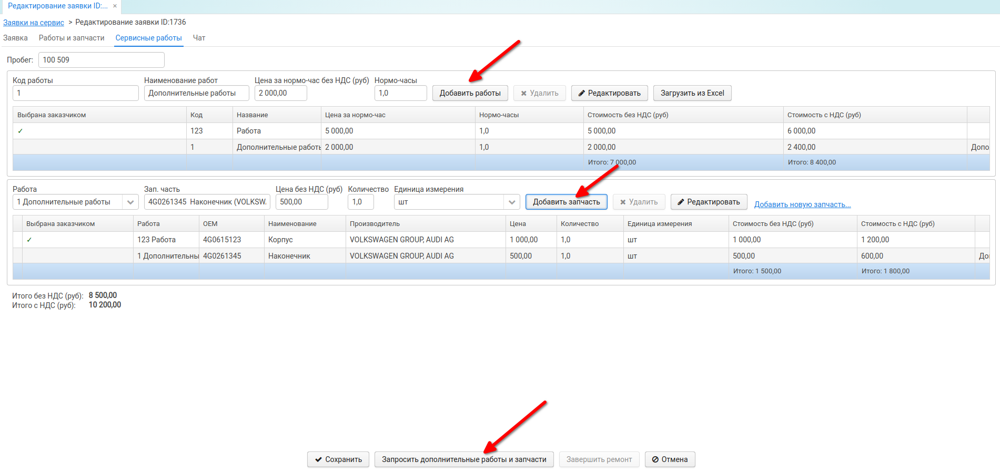 Редактирование заявки ID:... ×
Заявки на сервис > Редактирование заявки ID:1736
Заявка Работы и запчасти Сервисные работы Чат
Пробег: 100 509
Код работы Наименование работ Цена за нормо-час без НДС (руб) Нормо-часы
1 Дополнительные работы 2 000,00 1,0 Добавить работы Удалить Редактировать Загрузить из Excel
Выбрана заказчиком Код Название Цена за нормо-час Нормо-часы Стоимость без НДС (руб) Стоимость с НДС (руб)
✓ 123 Работа 5 000,00 1,0 5 000,00 6 000,00
1 Дополнительные работы 2 000,00 1,0 2 000,00 2 400,00 Допо
Итого: 7 000,00 Итого: 8 400,00
Работа Зап. часть Цена без НДС (руб) Количество Единица измерения
1 Дополнительные работы 4G0261345 Наконечник (VOLKSW. 500,00 1,0 шт Добавить запчасть Удалить Редактировать Добавить новую запчасть...
Выбрана заказчиком Работа OEM Наименование Производитель Цена Количество Единица измерения Стоимость без НДС (руб) Стоимость с НДС (руб)
✓ 123 Работа 4G0615123 Корпус VOLKSWAGEN GROUP, AUDI AG 1 000,00 1,0 шт 1 000,00 1 200,00
1 Дополнительны 4G0261345 Наконечник VOLKSWAGEN GROUP, AUDI AG 500,00 1,0 шт 500,00 600,00 До
Итого: 1 500,00 Итого: 1 800,00
Итого без НДС (руб): 8 500,00
Итого с НДС (руб): 10 200,00
Сохранить Запросить дополнительные работы и запчасти Завершить ремонт Отмена